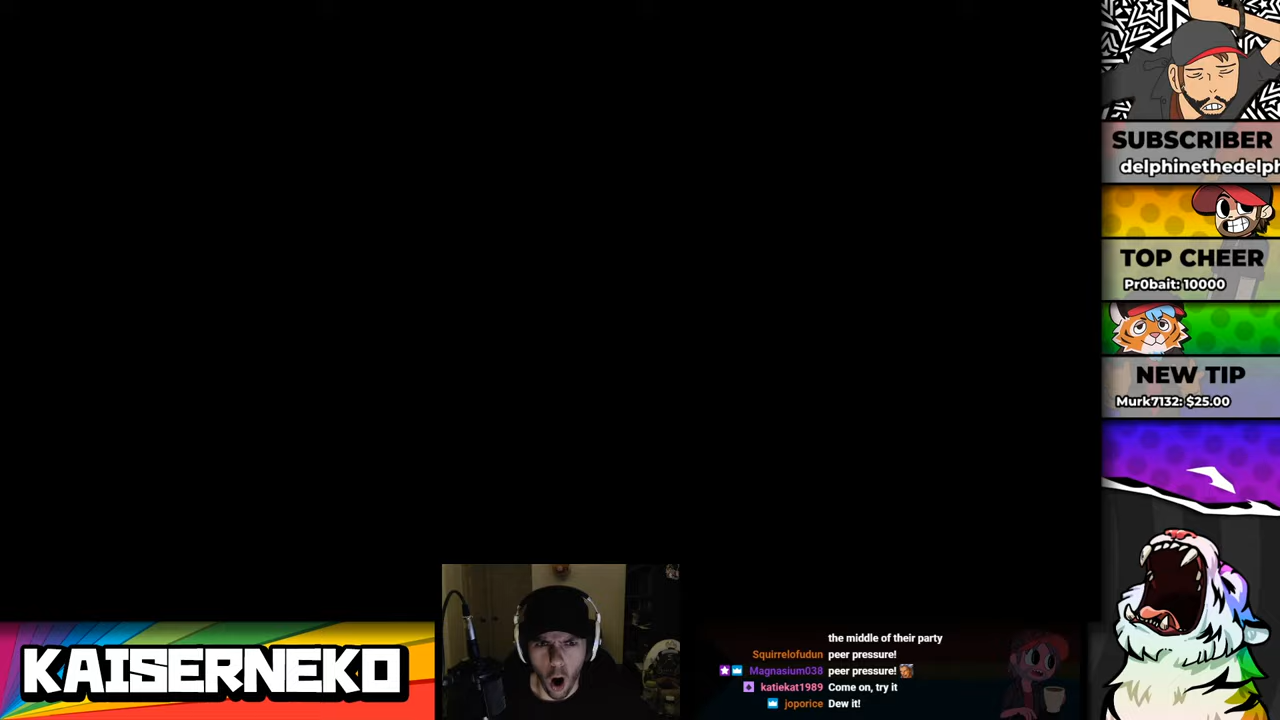 SUBSCRIBER
delphinethedelph
TOP CHEER
Pr0bait: 10000
NEW TIP
Murk7132: $25.00
KAISERNEKO
the middle of their party
Squirrelofudun peer pressure!
Magnasium038 peer pressure!
katiekat1989 Come on, try it
joporice Dew it!